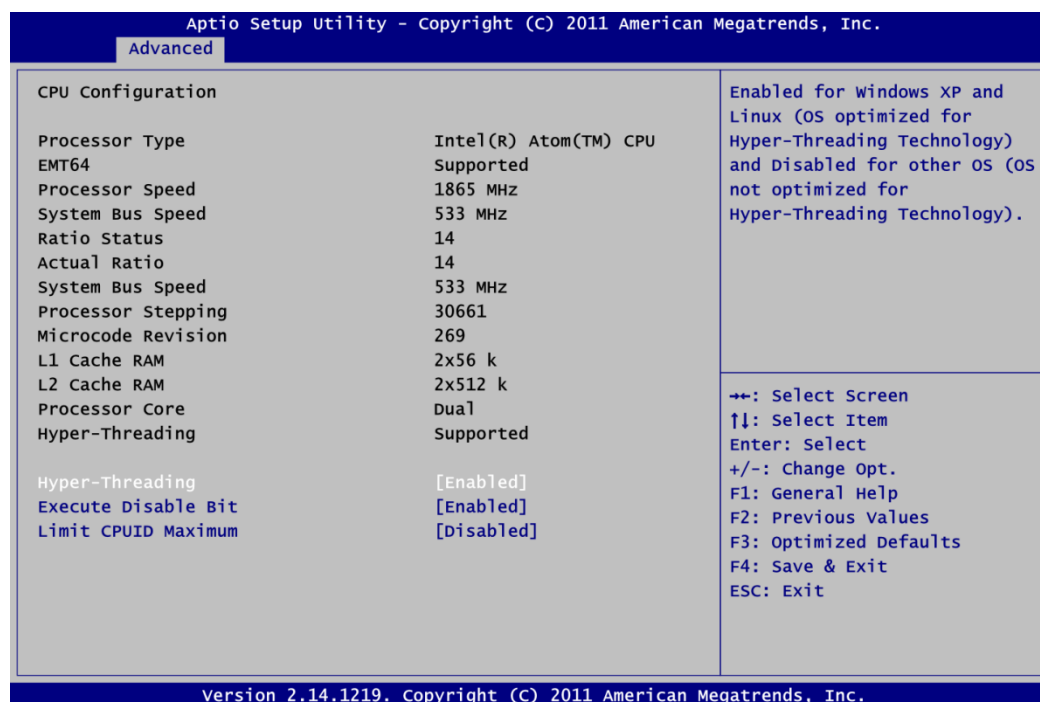 Aptio Setup Utility - Copyright (C) 2011 American Megatrends, Inc.
Advanced
CPU Configuration
Processor Type Intel(R) Atom(TM) CPU
EMT64 Supported
Processor Speed 1865 MHz
System Bus Speed 533 MHz
Ratio Status 14
Actual Ratio 14
System Bus Speed 533 MHz
Processor Stepping 30661
Microcode Revision 269
L1 Cache RAM 2x56 k
L2 Cache RAM 2x512 k
Processor Core Dual
Hyper-Threading Supported
Hyper-Threading [Enabled]
Execute Disable Bit [Enabled]
Limit CPUID Maximum [Disabled]
Enabled for Windows XP and
Linux (OS optimized for
Hyper-Threading Technology)
and Disabled for other OS (OS
not optimized for
Hyper-Threading Technology).
→←: Select Screen
↑↓: Select Item
Enter: Select
+/-: Change Opt.
F1: General Help
F2: Previous Values
F3: Optimized Defaults
F4: Save & Exit
ESC: Exit
Version 2.14.1219. Copyright (C) 2011 American Megatrends, Inc.